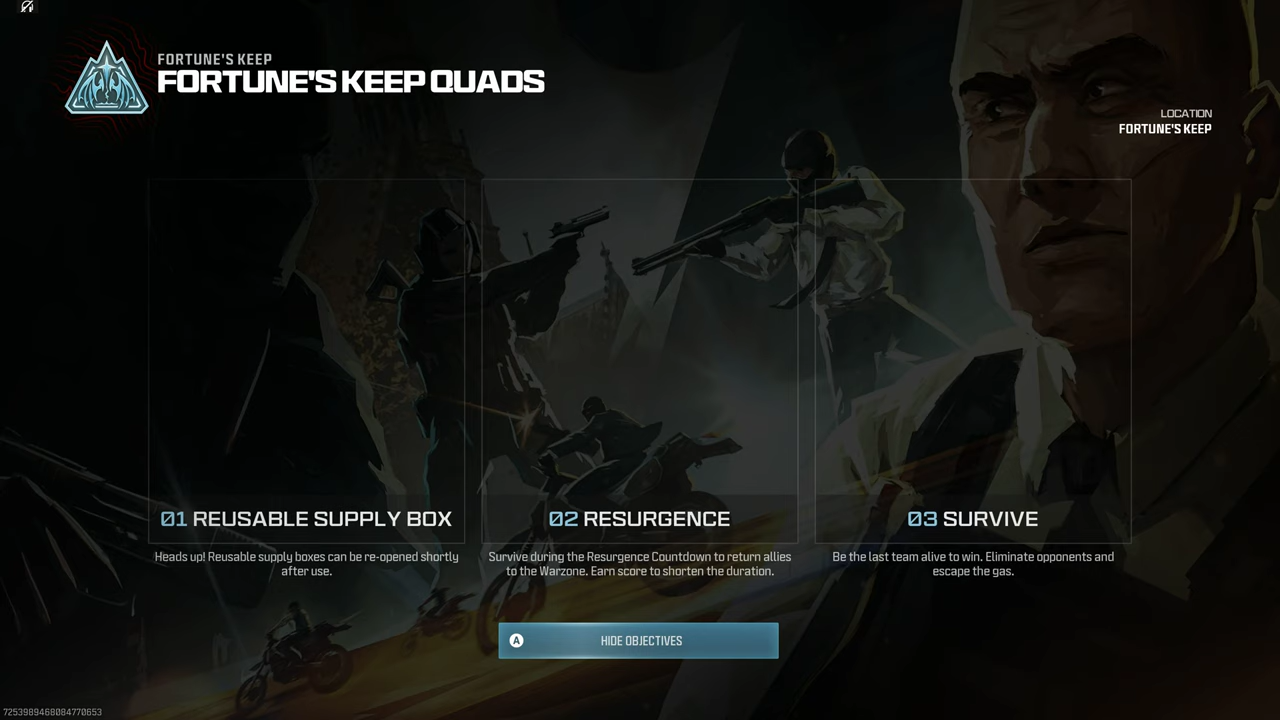 FORTUNE'S KEEP
FORTUNE'S KEEP QUADS
LOCATION
FORTUNE'S KEEP
01 REUSABLE SUPPLY BOX
Heads up! Reusable supply boxes can be re-opened shortly
after use.
02 RESURGENCE
Survive during the Resurgence Countdown to return allies
to the Warzone. Earn score to shorten the duration.
03 SURVIVE
Be the last team alive to win. Eliminate opponents and
escape the gas.
A HIDE OBJECTIVES
7253989468084770653